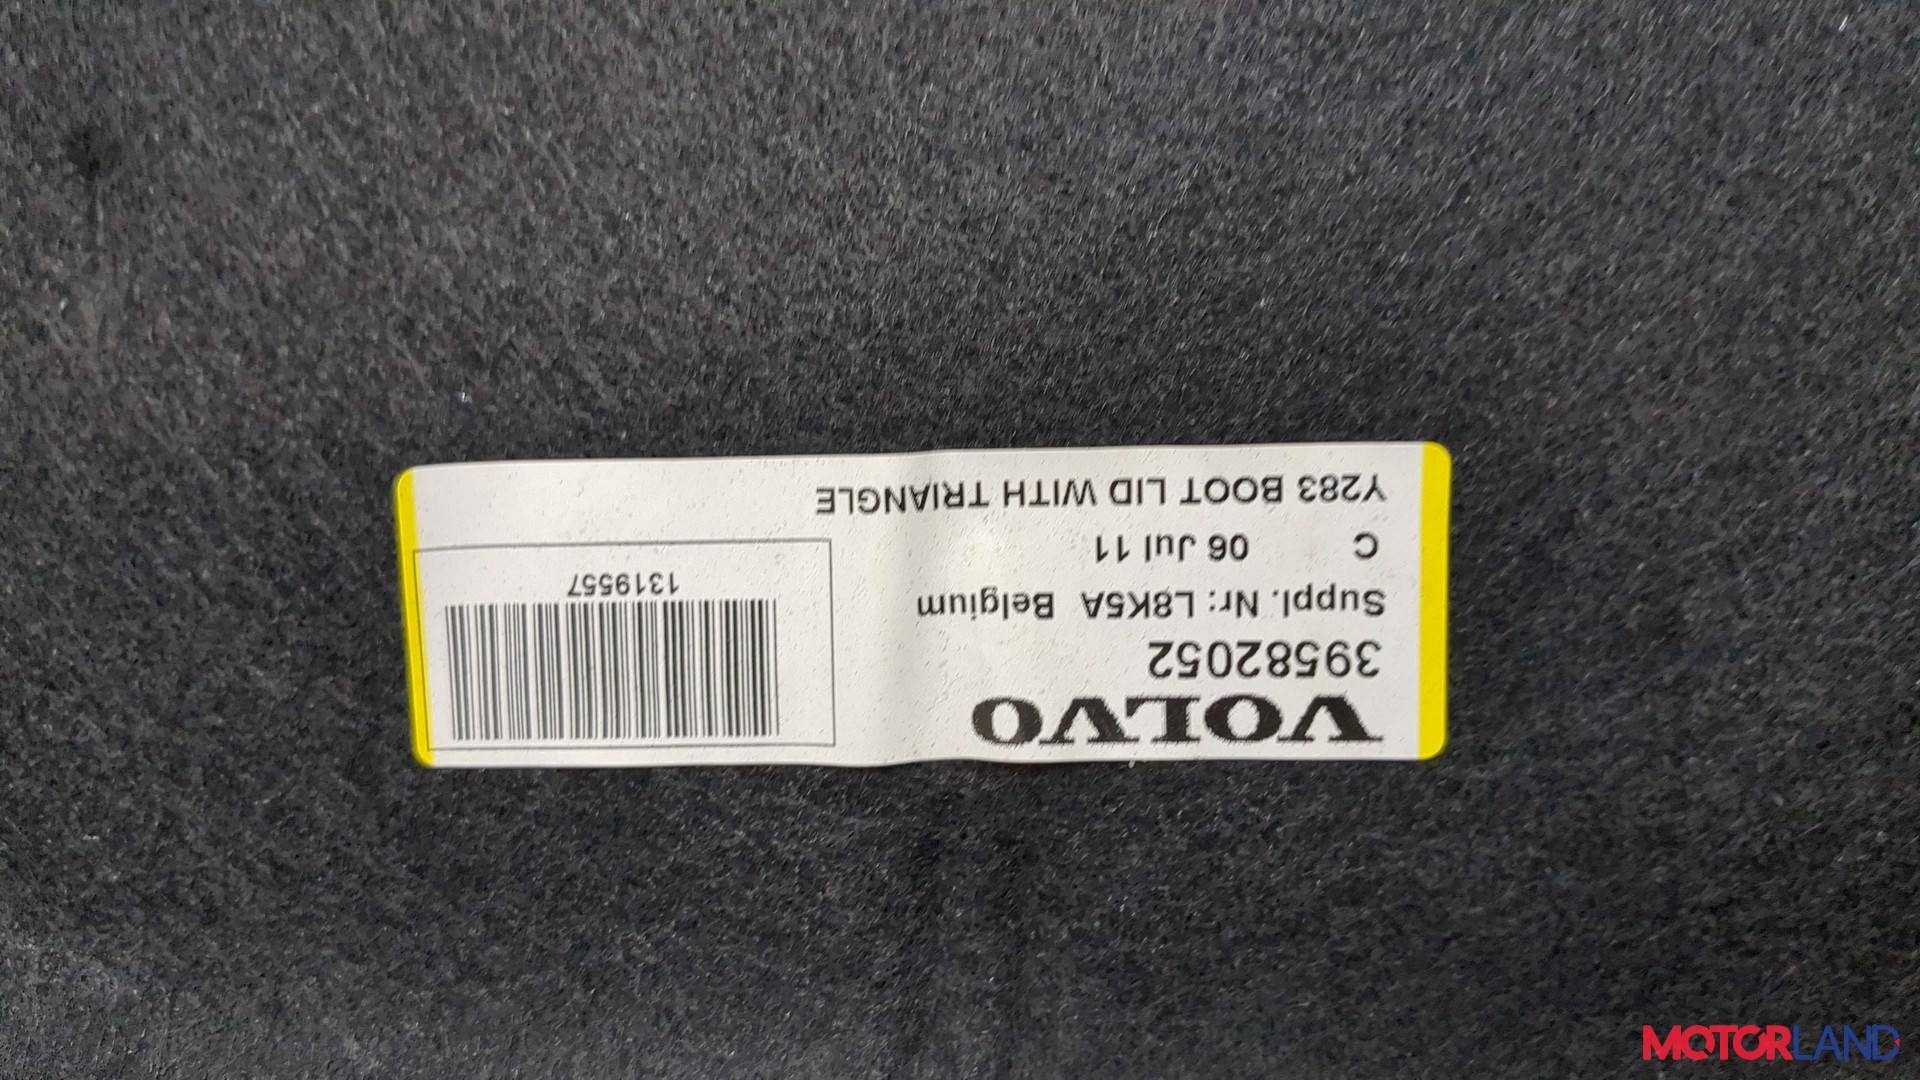 VOLVO
39582052
Suppl. Nr: L8K5A Belgium
C 06 Jul 11
Y283 BOOT LID WITH TRIANGLE
1319557
MOTORLAND